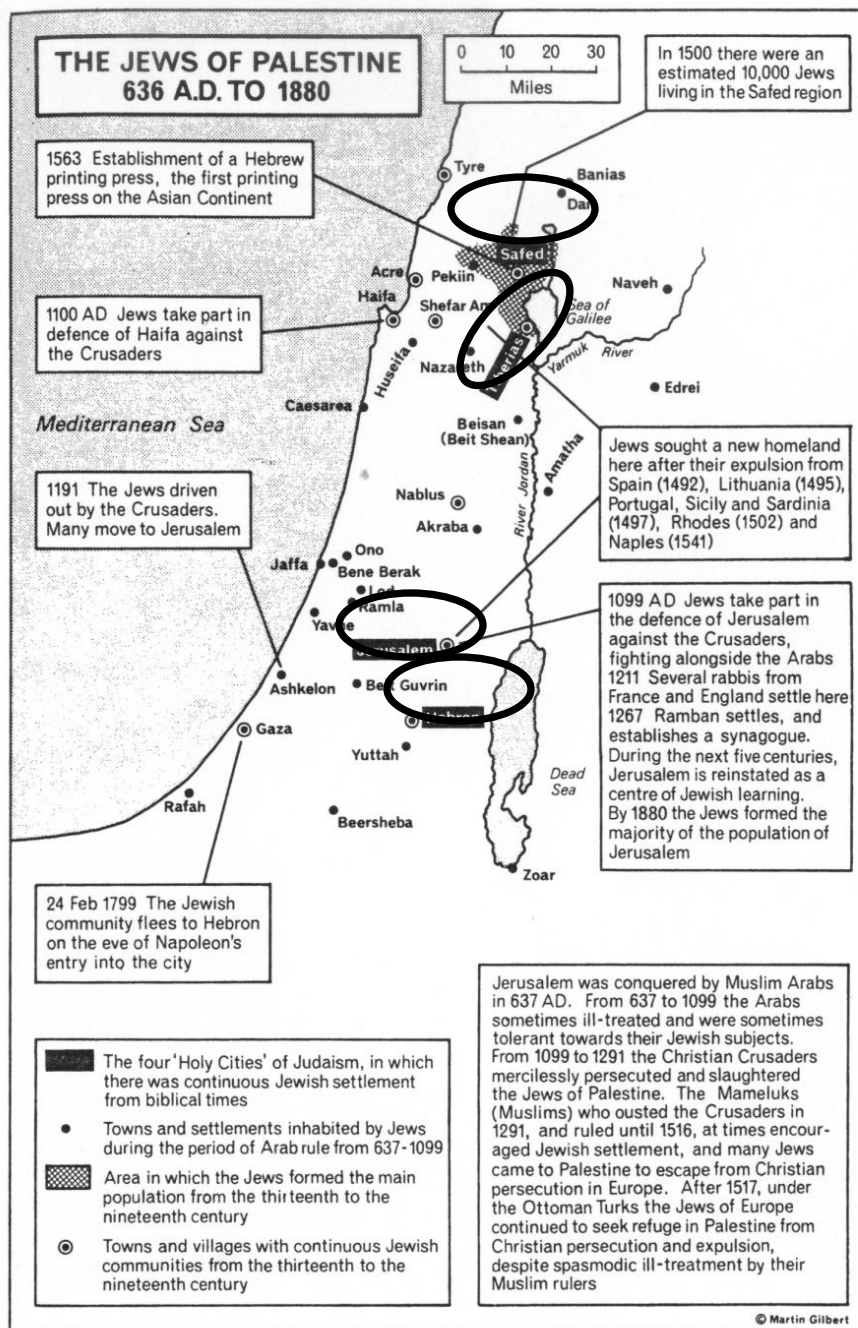 THE JEWS OF PALESTINE
636 A.D. TO 1880
0 10 20 30
Miles
In 1500 there were an
estimated 10,000 Jews
living in the Safed region
1563 Establishment of a Hebrew
printing press, the first printing
press on the Asian Continent
Tyre
Banias
Safed
Acre
Pekiin
Naveh
Haifa
Shefar
Sea of
Galilee
1100 AD Jews take part in
defence of Haifa against
the Crusaders
Huseifa
Yarmuk River
Edrei
Caesarea
Mediterranean Sea
Beisan
(Beit Shean)
River Jordan
Amatha
Jews sought a new homeland
here after their expulsion from
Spain (1492), Lithuania (1495),
Portugal, Sicily and Sardinia
(1497), Rhodes (1502) and
Naples (1541)
1191 The Jews driven
out by the Crusaders.
Many move to Jerusalem
Nablus
Akraba
Ono
Jaffa
Bene Berak
Ramla
1099 AD Jews take part in
the defence of Jerusalem
against the Crusaders,
fighting alongside the Arabs
1211 Several rabbis from
France and England settle here
1267 Ramban settles, and
establishes a synagogue.
During the next five centuries,
Jerusalem is reinstated as a
centre of Jewish learning.
By 1880 the Jews formed the
majority of the population of
Jerusalem
Jerusalem
Ashkelon
Guvrin
Gaza
Yuttah
Dead
Sea
Rafah
Beersheba
Zoar
24 Feb 1799 The Jewish
community flees to Hebron
on the eve of Napoleon's
entry into the city
Jerusalem was conquered by Muslim Arabs
in 637 AD. From 637 to 1099 the Arabs
sometimes ill-treated and were sometimes
tolerant towards their Jewish subjects.
From 1099 to 1291 the Christian Crusaders
mercilessly persecuted and slaughtered
the Jews of Palestine. The Mameluks
(Muslims) who ousted the Crusaders in
1291, and ruled until 1516, at times encour-
aged Jewish settlement, and many Jews
came to Palestine to escape from Christian
persecution in Europe. After 1517, under
the Ottoman Turks the Jews of Europe
continued to seek refuge in Palestine from
Christian persecution and expulsion,
despite spasmodic ill-treatment by their
Muslim rulers
The four 'Holy Cities' of Judaism, in which
there was continuous Jewish settlement
from biblical times
Towns and settlements inhabited by Jews
during the period of Arab rule from 637-1099
Area in which the Jews formed the main
population from the thirteenth to the
nineteenth century
Towns and villages with continuous Jewish
communities from the thirteenth to the
nineteenth century
© Martin Gilbert